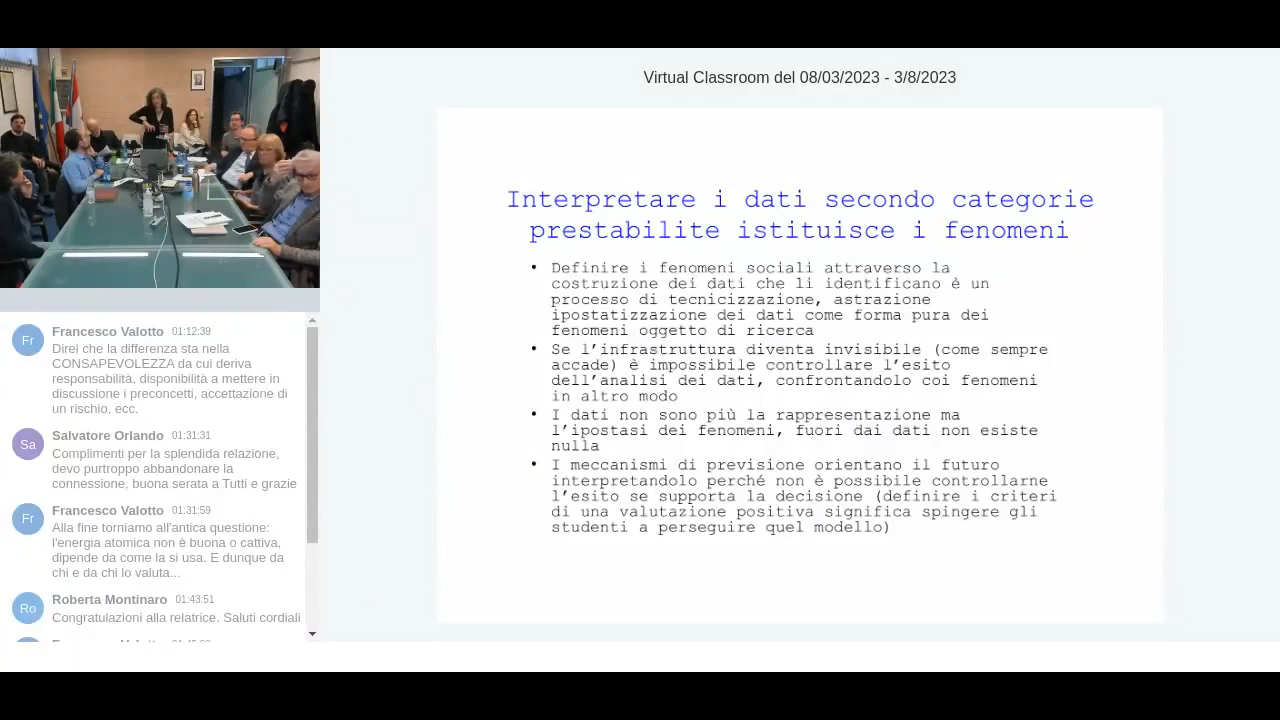 Virtual Classroom del 08/03/2023 - 3/8/2023
Interpretare i dati secondo categorie
prestabilite istituisce i fenomeni
• Definire i fenomeni sociali attraverso la
costruzione dei dati che li identificano è un
processo di tecnicizzazione, astrazione
ipostatizzazione dei dati come forma pura dei
fenomeni oggetto di ricerca
• Se l’infrastruttura diventa invisibile (come sempre
accade) è impossibile controllare l’esito
dell’analisi dei dati, confrontandolo coi fenomeni
in altro modo
• I dati non sono più la rappresentazione ma
l’ipostasi dei fenomeni, fuori dai dati non esiste
nulla
• I meccanismi di previsione orientano il futuro
interpretandolo perché non è possibile controllarne
l’esito se supporta la decisione (definire i criteri
di una valutazione positiva significa spingere gli
studenti a perseguire quel modello)
Fr
Francesco Valotto 01:12:39
Direi che la differenza sta nella
CONSAPEVOLEZZA da cui deriva
responsabilità, disponibilità a mettere in
discussione i preconcetti, accettazione di
un rischio, ecc.
Sa
Salvatore Orlando 01:31:31
Complimenti per la splendida relazione,
devo purtroppo abbandonare la
connessione, buona serata a Tutti e grazie
Fr
Francesco Valotto 01:31:59
Alla fine torniamo all'antica questione:
l'energia atomica non è buona o cattiva,
dipende da come la si usa. E dunque da
chi e da chi lo valuta...
Ro
Roberta Montinaro 01:43:51
Congratulazioni alla relatrice. Saluti cordiali